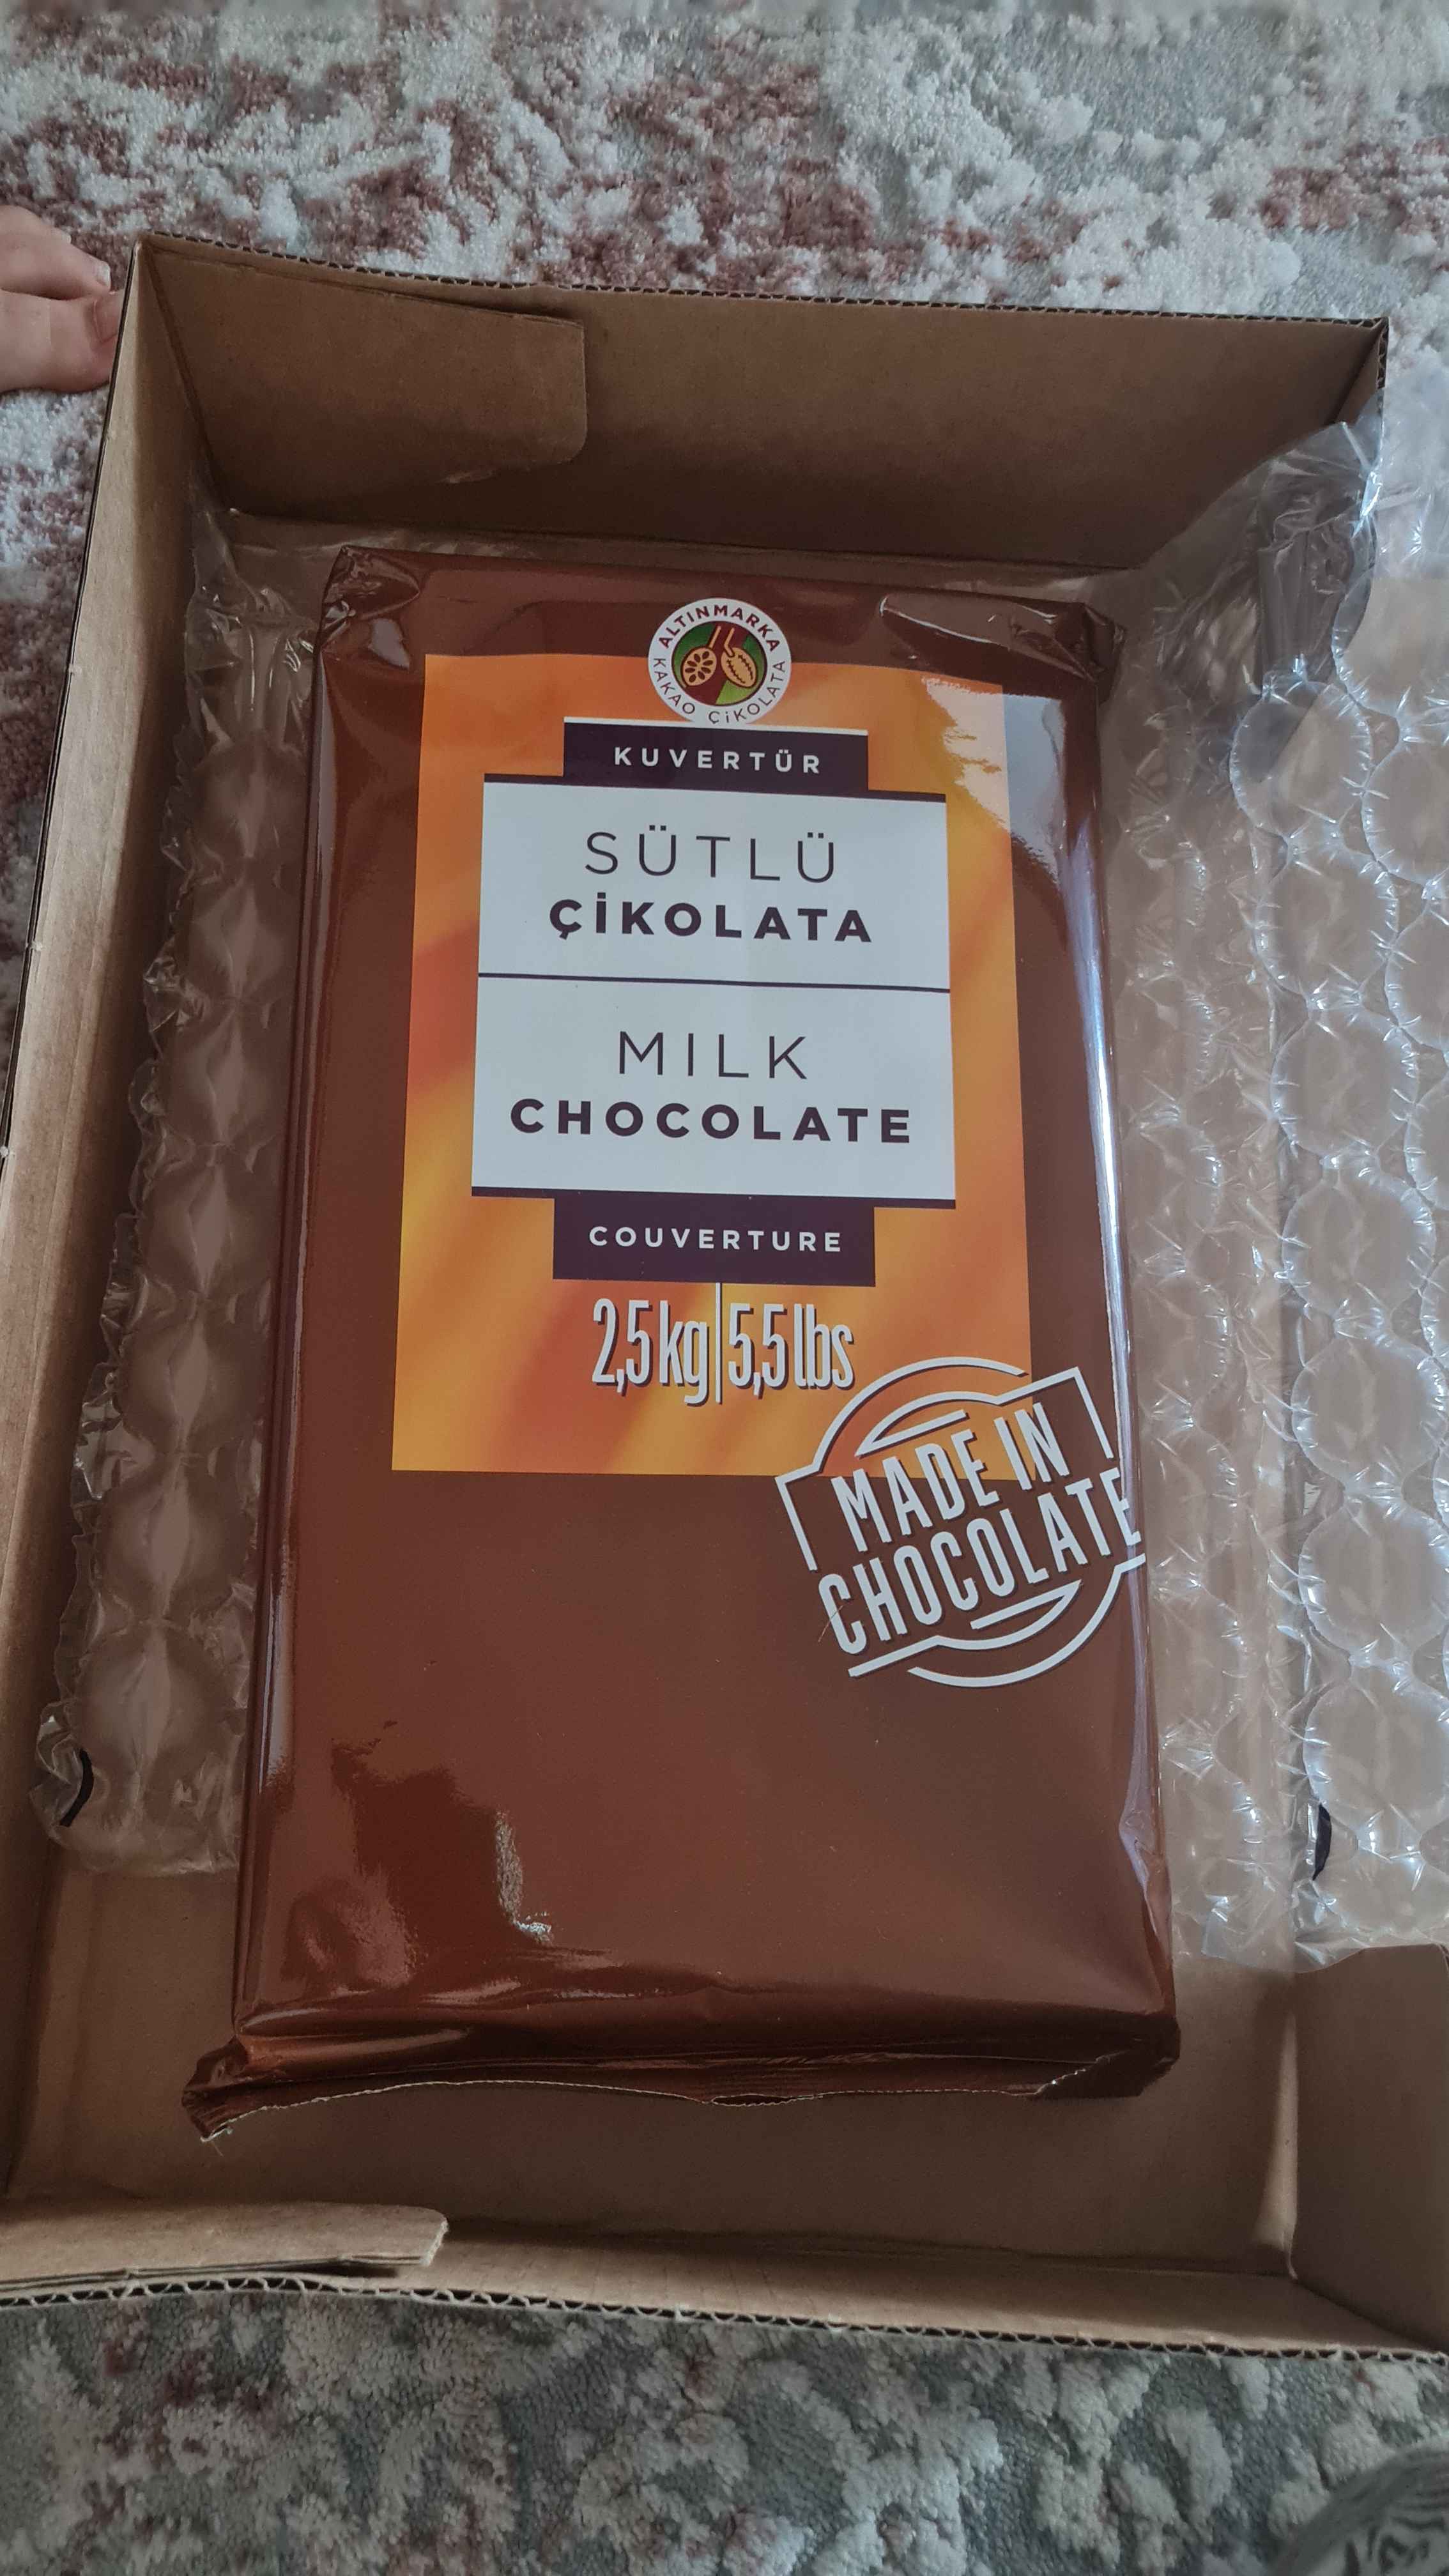 ALTINMARKA
KAKAO ÇİKOLATA
KUVERTÜR
SÜTLÜ
ÇİKOLATA
MILK
CHOCOLATE
COUVERTURE
2,5 kg|5,5 lbs
MADE IN
CHOCOLATE